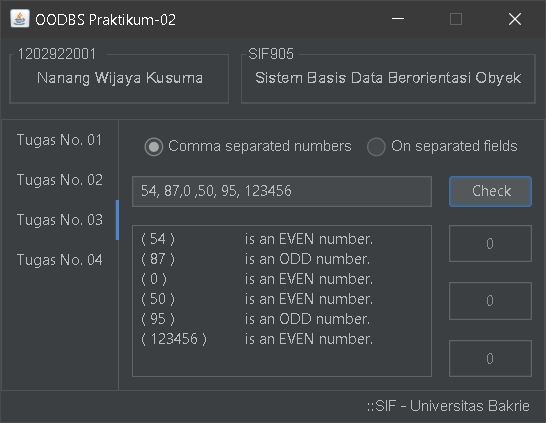 OODBS Praktikum-02
1202922001
Nanang Wijaya Kusuma
SIF905
Sistem Basis Data Berorientasi Obyek
Tugas No. 01
Tugas No. 02
Tugas No. 03
Tugas No. 04
Comma separated numbers
On separated fields
54, 87,0 ,50, 95, 123456
Check
( 54 ) is an EVEN number.
( 87 ) is an ODD number.
( 0 ) is an EVEN number.
( 50 ) is an EVEN number.
( 95 ) is an ODD number.
( 123456 ) is an EVEN number.
0
0
0
::SIF - Universitas Bakrie